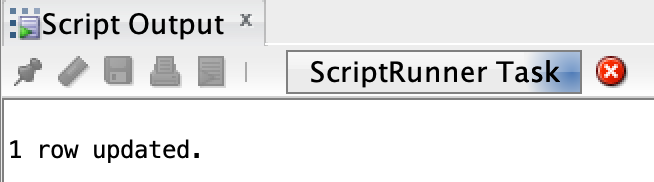 Script Output x
ScriptRunner Task
1 row updated.